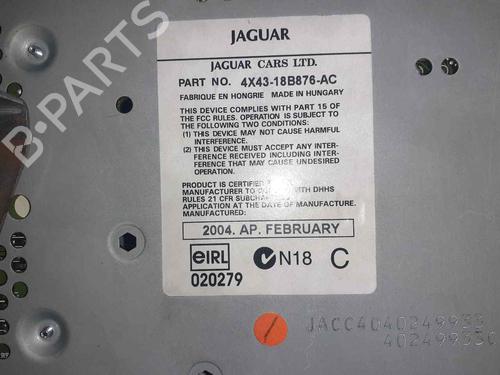 JAGUAR
JAGUAR CARS LTD.
PART NO. 4X43-18B876-AC
FABRIQUE EN HONGRIE MADE IN HUNGARY
THIS DEVICE COMPLIES WITH PART 15 OF
THE FCC RULES. OPERATION IS SUBJECT TO
THE FOLLOWING TWO CONDITIONS:
(1) THIS DEVICE MAY NOT CAUSE HARMFUL
INTERFERENCE.
(2) THIS DEVICE MUST ACCEPT ANY INTER-
FERENCE RECEIVED INCLUDING INTER-
FERENCE THAT MAY CAUSE UNDESIRED
OPERATION.
PRODUCT IS CERTIFIED
MANUFACTURER TO WITH DHHS
RULES 21 CFR
APPLICATION AT THE DATE OF MANUFACTURE.
MANUFACTURED:
2004. AP. FEBRUARY
eIRL
020279
N18 C
JACC4040249933
B-Parts